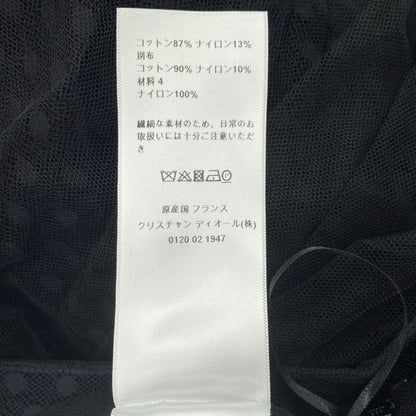 コットン87% ナイロン13%
別布
コットン90% ナイロン10%
材料 4
ナイロン100%
繊細な素材のため、日常のお
取扱いには十分ご注意くださ
き
原産国 フランス
クリスチャン ディオール(株)
0120 02 1947